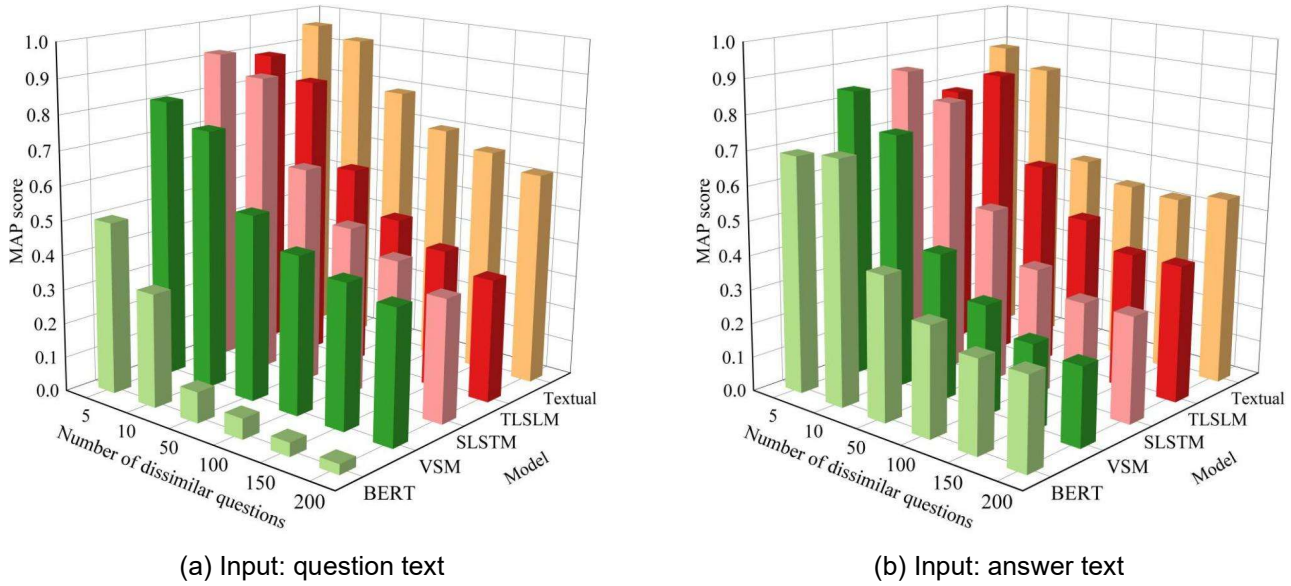 1.0
0.9
0.8
0.7
0.6
0.5
0.4
0.3
0.2
0.1
0.0
MAP score
5
10
50
100
150
200
Number of dissimilar questions
BERT
VSM
SLSTM
TLSLM
Textual
Model
(a) Input: question text
1.0
0.9
0.8
0.7
0.6
0.5
0.4
0.3
0.2
0.1
0.0
MAP score
5
10
50
100
150
200
Number of dissimilar questions
BERT
VSM
SLSTM
TLSLM
Textual
Model
(b) Input: answer text